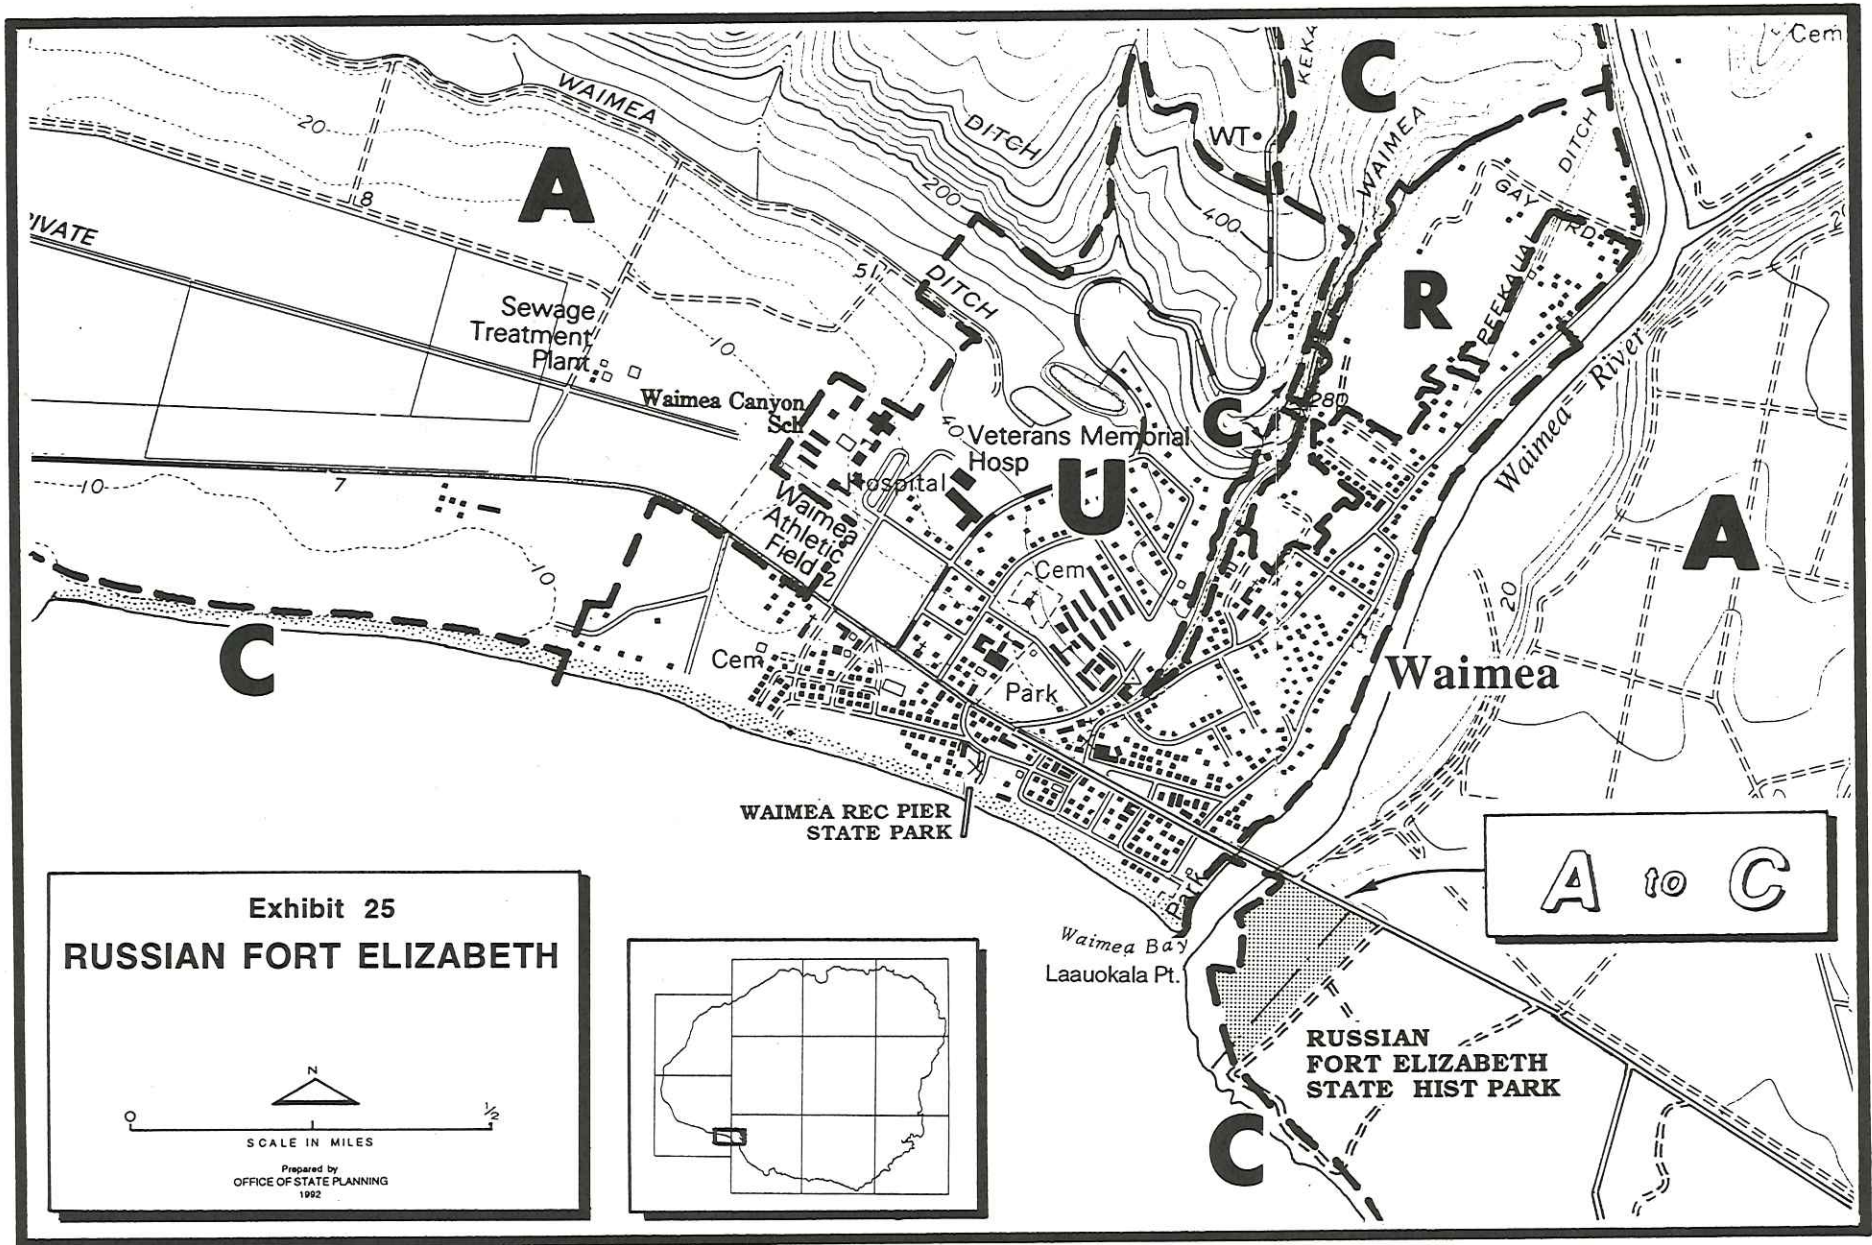 Cem
C
KEKA
WAIMEA
DITCH
WT
WAIMEA
DITCH
20
A
200
400
GAY
RD
8
IVATE
5
DITCH
R
PEEKAUAI
Sewage
Treatment
Plant
10
Waimea River
Waimea Canyon
Sch
40
C
280
Veterans Memorial
Hosp
U
Hospital
10
7
Waimea
Athletic
Field
2
A
10
Cem
20
C
Cem
Park
Waimea
WAIMEA REC PIER
STATE PARK
A to C
Park
Waimea Bay
Laauokala Pt.
RUSSIAN
FORT ELIZABETH
STATE HIST PARK
C
Exhibit 25
RUSSIAN FORT ELIZABETH
N
0 1/2
SCALE IN MILES
Prepared by
OFFICE OF STATE PLANNING
1992